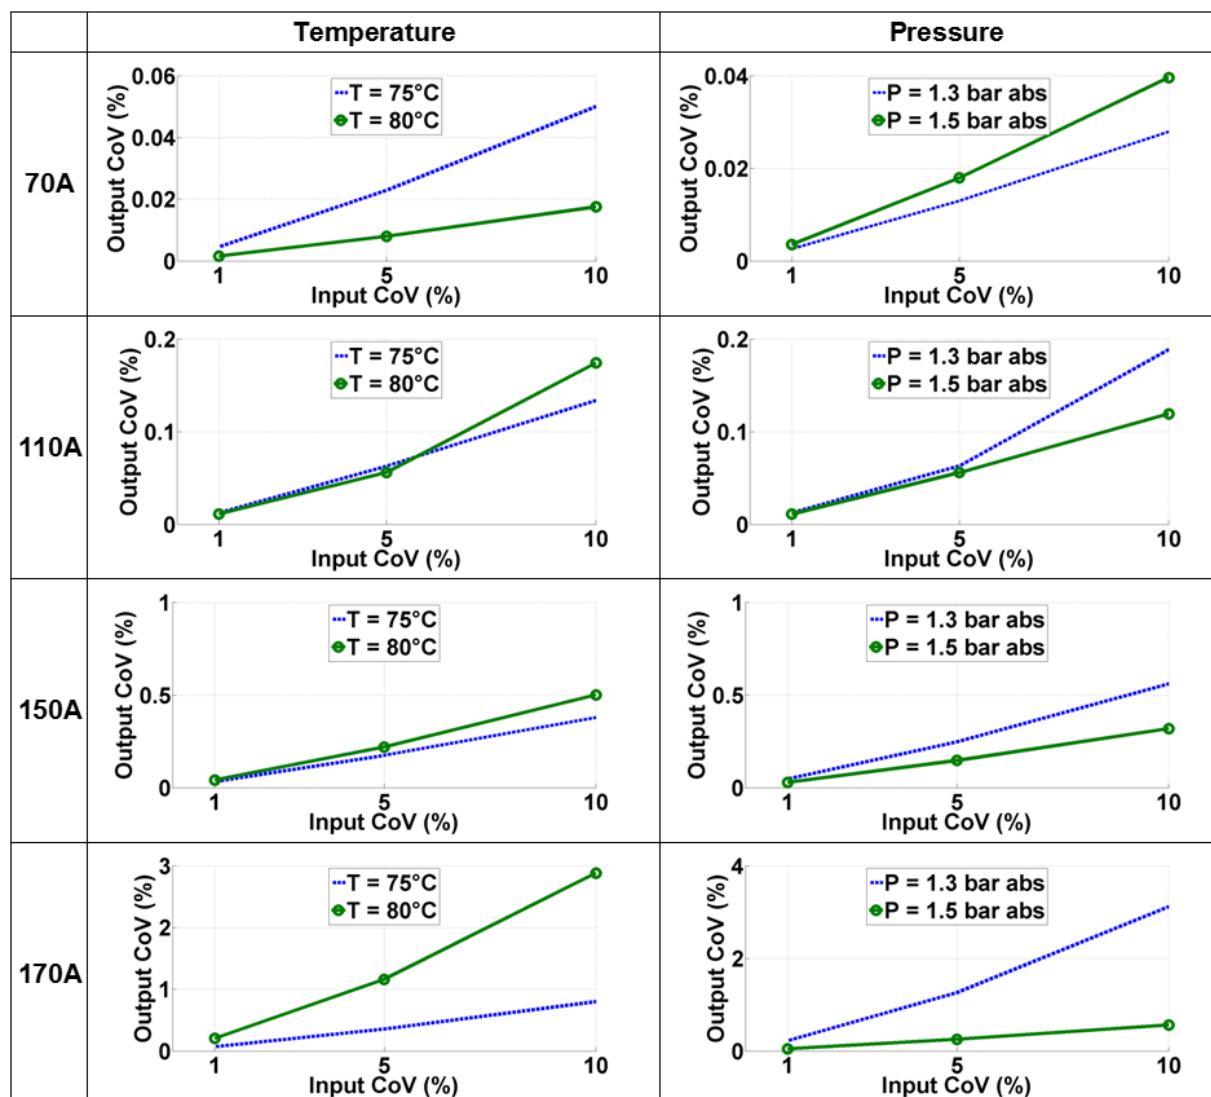 Temperature
Pressure
70A
Output CoV (%)
0.06
0.04
0.02
0
T = 75°C
T = 80°C
1
5
10
Input CoV (%)
Output CoV (%)
0.04
0.02
0
P = 1.3 bar abs
P = 1.5 bar abs
1
5
10
Input CoV (%)
110A
Output CoV (%)
0.2
0.1
0
T = 75°C
T = 80°C
1
5
10
Input CoV (%)
Output CoV (%)
0.2
0.1
0
P = 1.3 bar abs
P = 1.5 bar abs
1
5
10
Input CoV (%)
150A
Output CoV (%)
1
0.5
0
T = 75°C
T = 80°C
1
5
10
Input CoV (%)
Output CoV (%)
1
0.5
0
P = 1.3 bar abs
P = 1.5 bar abs
1
5
10
Input CoV (%)
170A
Output CoV (%)
3
2
1
0
T = 75°C
T = 80°C
1
5
10
Input CoV (%)
Output CoV (%)
4
2
0
P = 1.3 bar abs
P = 1.5 bar abs
1
5
10
Input CoV (%)